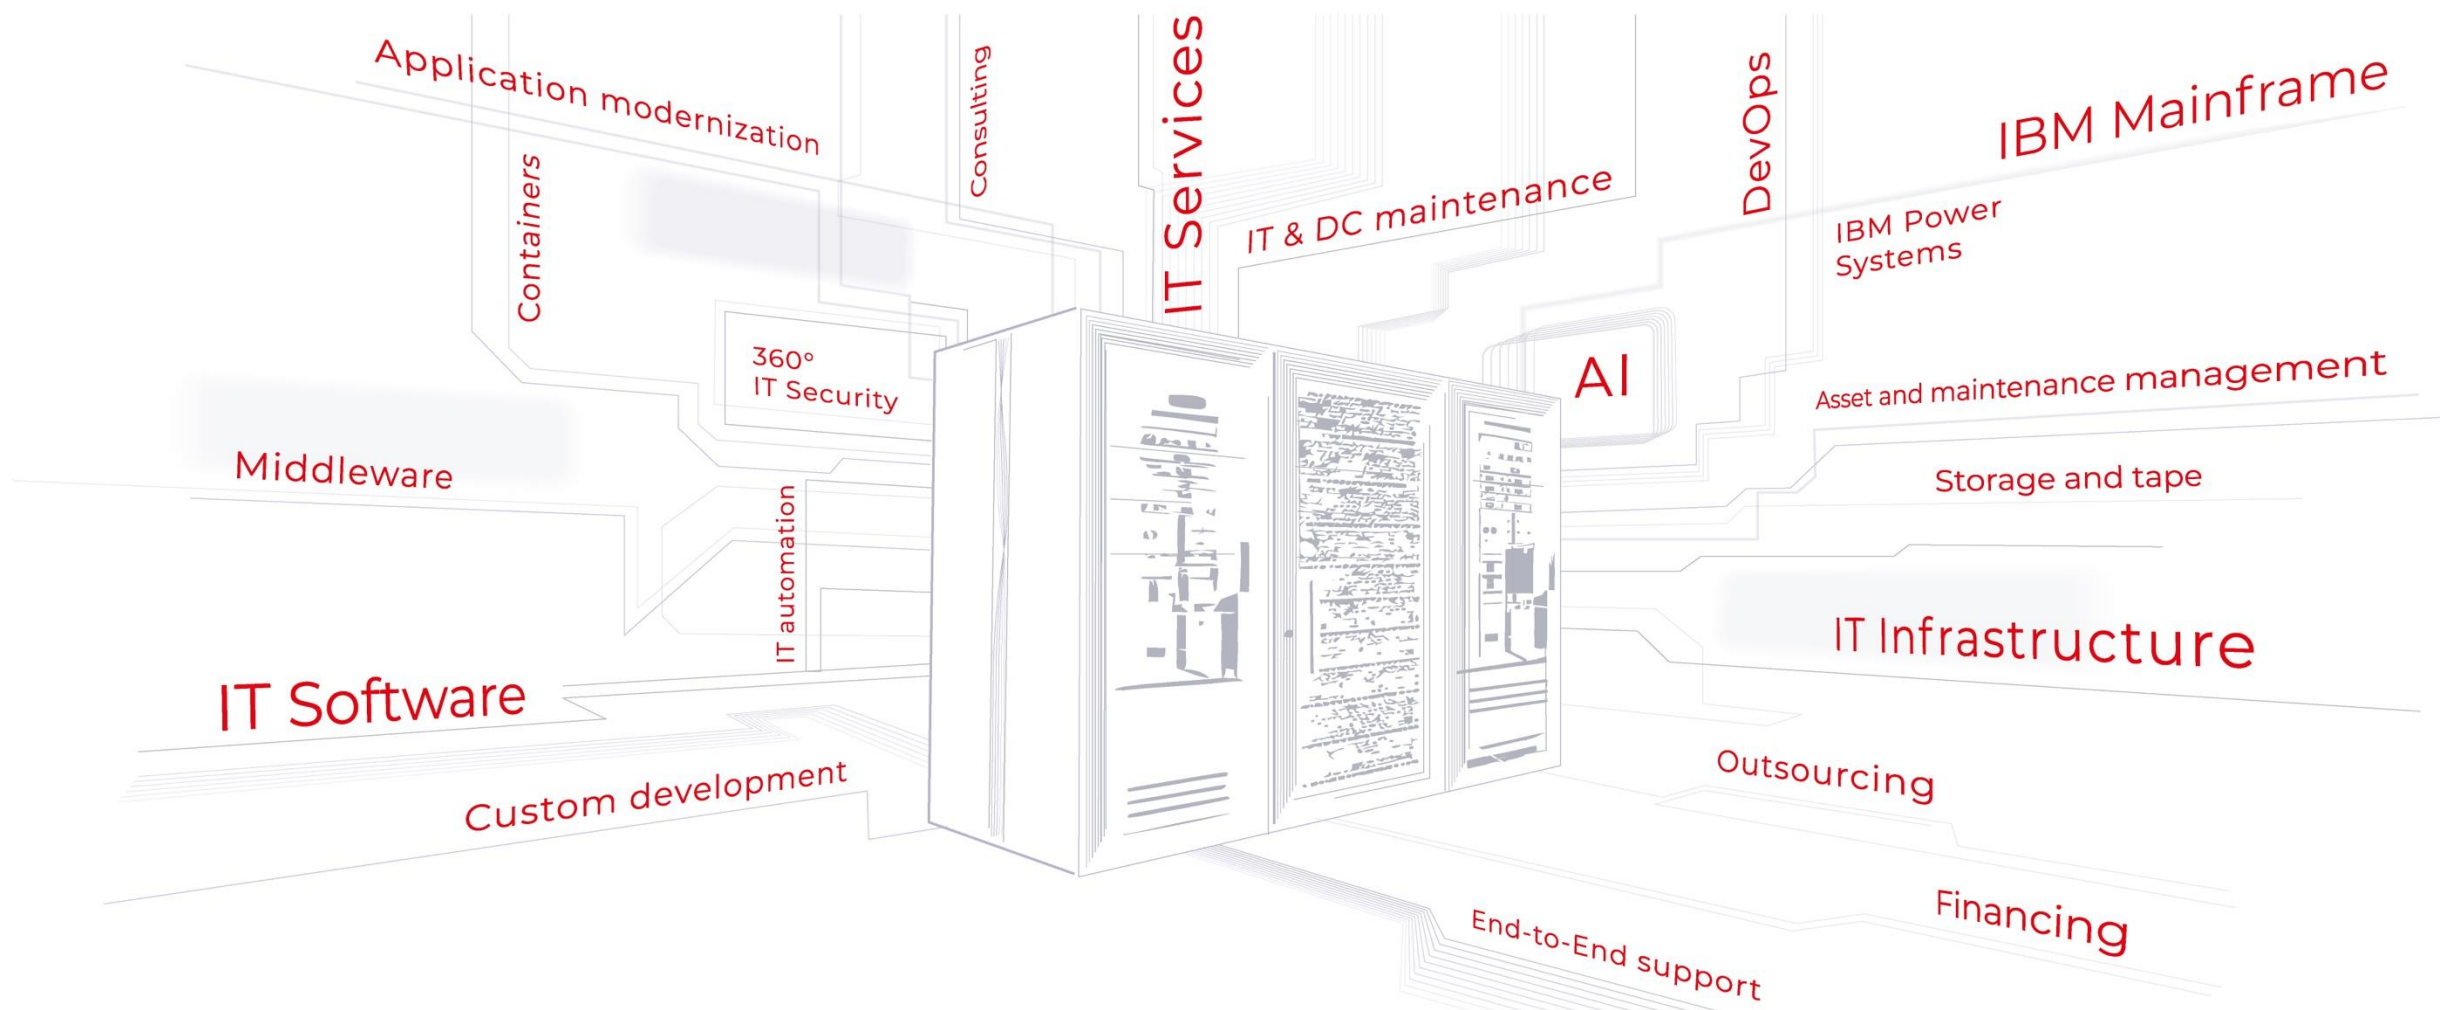 Application modernization
Consulting
IT Services
DevOps
IBM Mainframe
Containers
IT & DC maintenance
IBM Power
Systems
360°
IT Security
AI
Asset and maintenance management
Middleware
Storage and tape
IT automation
IT Infrastructure
IT Software
Custom development
Outsourcing
Financing
End-to-End support